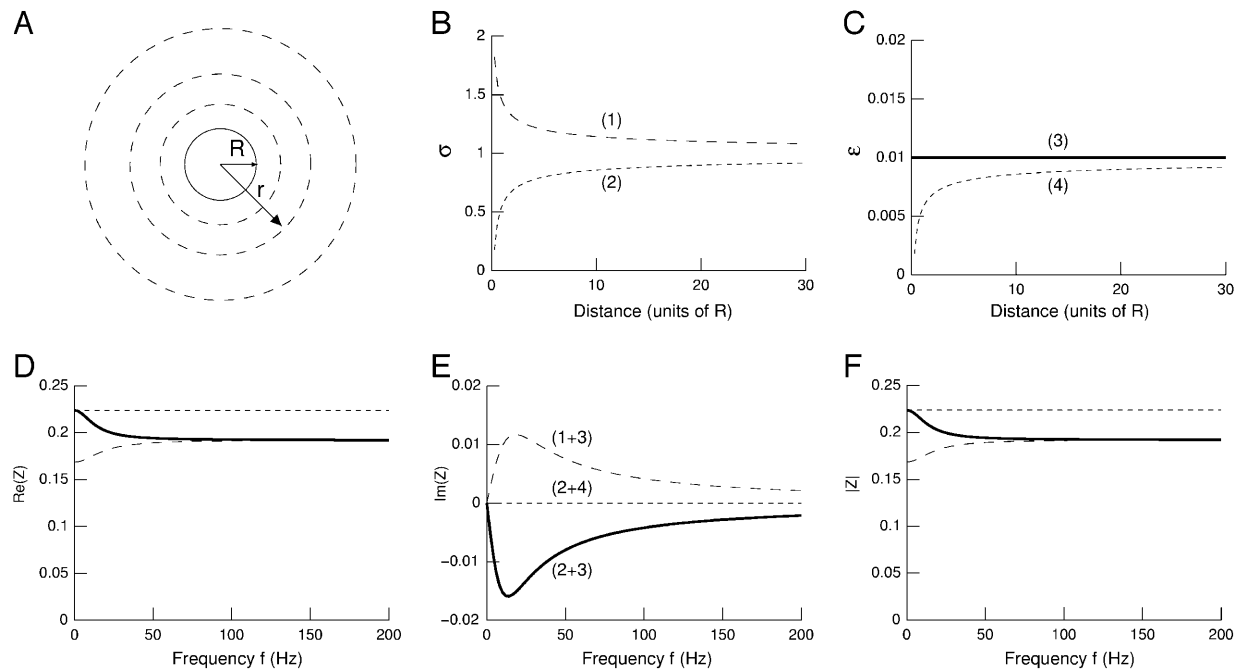 A
R
r
B
2
1.5
1
0.5
0
σ
(1)
(2)
0 10 20 30
Distance (units of R)
C
0.02
0.015
0.01
0.005
0
ε
(3)
(4)
0 10 20 30
Distance (units of R)
D
0.25
0.2
0.15
0.1
0.05
0
Re(Z)
0 50 100 150 200
Frequency f (Hz)
E
0.02
0.01
0
−0.01
−0.02
Im(Z)
(1+3)
(2+4)
(2+3)
0 50 100 150 200
Frequency f (Hz)
F
0.25
0.2
0.15
0.1
0.05
0
|Z|
0 50 100 150 200
Frequency f (Hz)